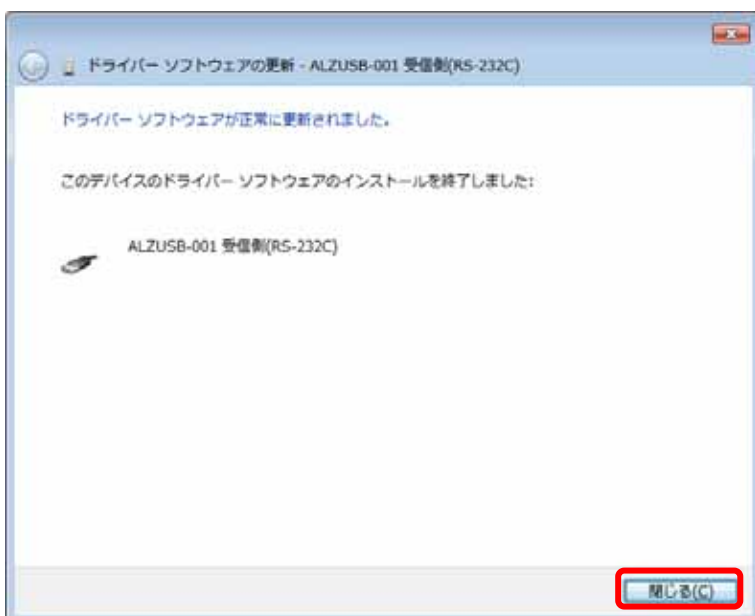 ドライバー ソフトウェアの更新 - ALZUSB-001 受信側(RS-232C)
ドライバー ソフトウェアが正常に更新されました。
このデバイスのドライバー ソフトウェアのインストールを終了しました:
ALZUSB-001 受信側(RS-232C)
閉じる(C)